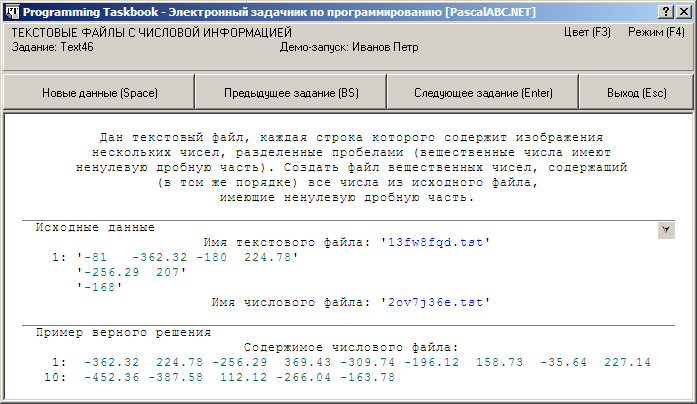 Programming Taskbook - Электронный задачник по программированию [PascalABC.NET]
ТЕКСТОВЫЕ ФАЙЛЫ С ЧИСЛОВОЙ ИНФОРМАЦИЕЙ Цвет (F3) Режим (F4)
Задание: Text46 Демо-запуск: Иванов Петр
Новые данные (Space) Предыдущее задание (BS) Следующее задание (Enter) Выход (Esc)
Дан текстовый файл, каждая строка которого содержит изображения
нескольких чисел, разделенные пробелами (вещественные числа имеют
ненулевую дробную часть). Создать файл вещественных чисел, содержащий
(в том же порядке) все числа из исходного файла,
имеющие ненулевую дробную часть.
Исходные данные
Имя текстового файла: '13fw8fqd.tst'
1: '-81 -362.32 -180 224.78'
'-256.29 207'
'-168'
Имя числового файла: '2ov7j36e.tst'
Пример верного решения
Содержимое числового файла:
1: -362.32 224.78 -256.29 369.43 -309.74 -196.12 158.73 -35.64 227.14
10: -452.36 -387.58 112.12 -266.04 -163.78